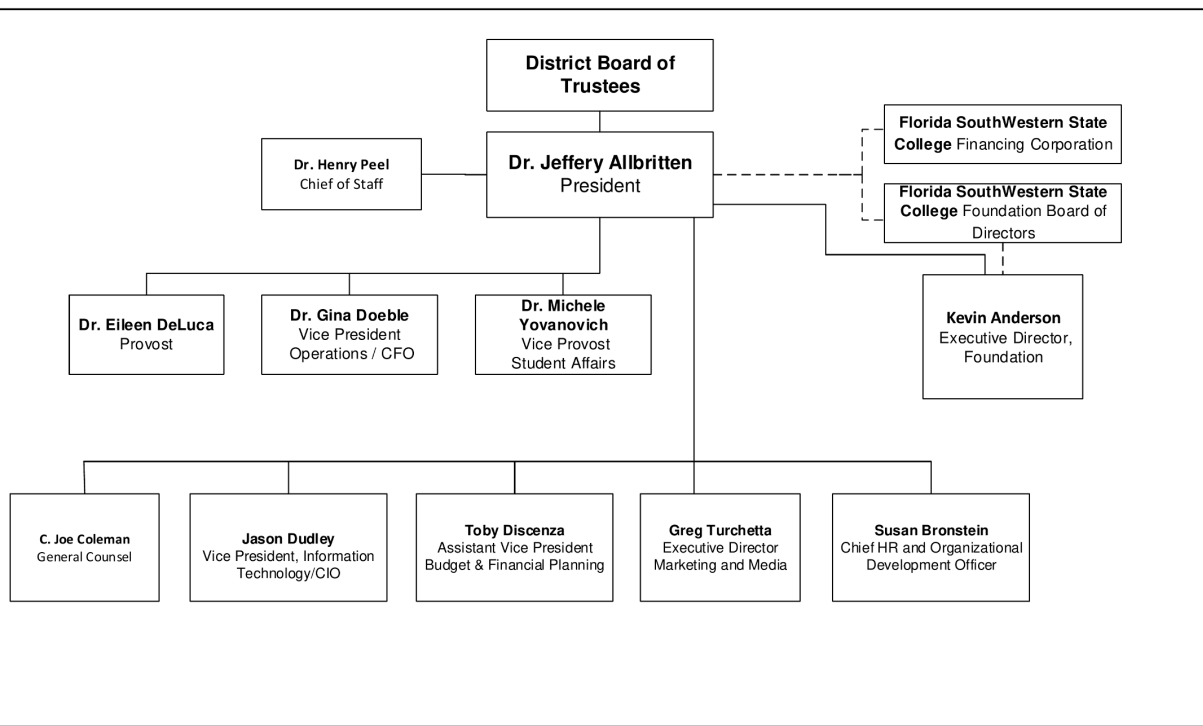 District Board of
Trustees
Florida SouthWestern State
College Financing Corporation
Dr. Henry Peel
Chief of Staff
Dr. Jeffery Allbritten
President
Florida SouthWestern State
College Foundation Board of
Directors
Dr. Eileen DeLuca
Provost
Dr. Gina Doeble
Vice President
Operations / CFO
Dr. Michele
Yovanovich
Vice Provost
Student Affairs
Kevin Anderson
Executive Director,
Foundation
C. Joe Coleman
General Counsel
Jason Dudley
Vice President, Information
Technology/CIO
Toby Discenza
Assistant Vice President
Budget & Financial Planning
Greg Turchetta
Executive Director
Marketing and Media
Susan Bronstein
Chief HR and Organizational
Development Officer